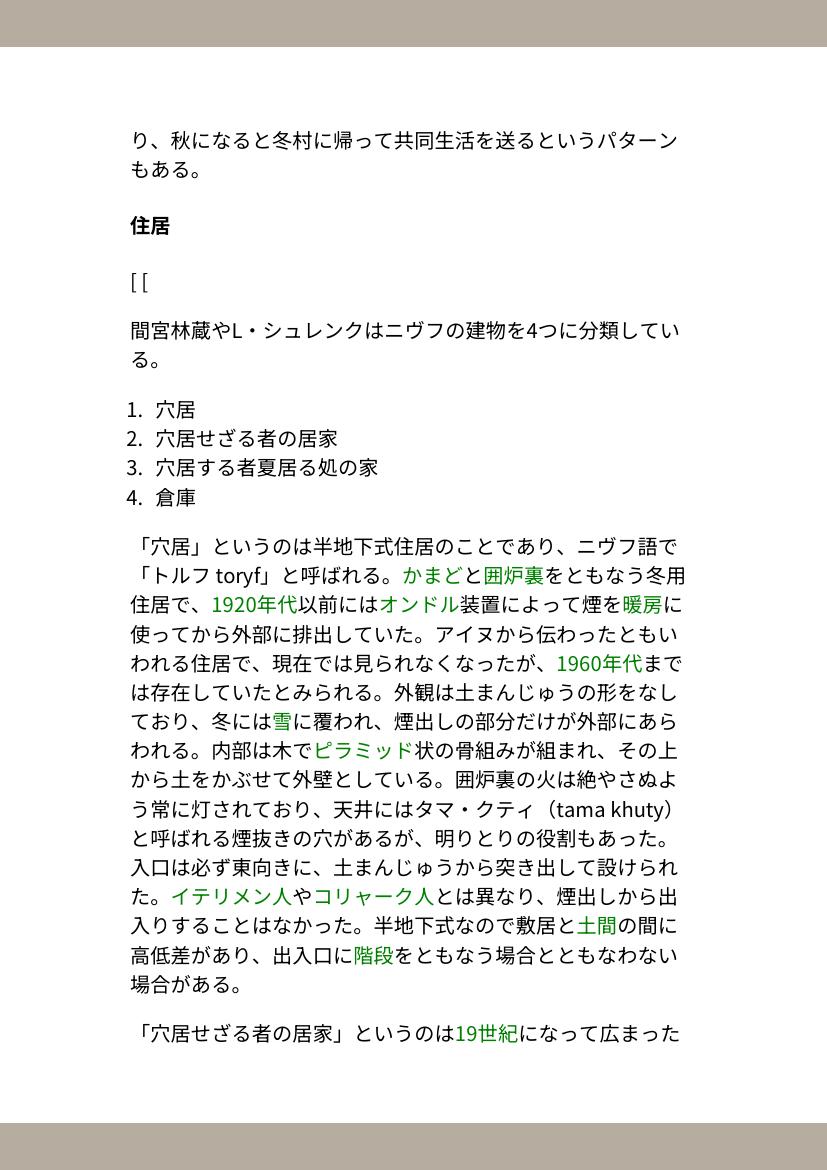 り、秋になると冬村に帰って共同生活を送るというパターン
もある。
住居
[ [
間宮林蔵やL・シュレンクはニヴフの建物を4つに分類してい
る。
1. 穴居
2. 穴居せざる者の居家
3. 穴居する者夏居る処の家
4. 倉庫
「穴居」というのは半地下式住居のことであり、ニヴフ語で
「トルフ toryf」と呼ばれる。かまどと囲炉裏をともなう冬用
住居で、1920年代以前にはオンドル装置によって煙を暖房に
使ってから外部に排出していた。アイヌから伝わったともい
われる住居で、現在では見られなくなったが、1960年代まで
は存在していたとみられる。外観は土まんじゅうの形をなし
ており、冬には雪に覆われ、煙出しの部分だけが外部にあら
われる。内部は木でピラミッド状の骨組みが組まれ、その上
から土をかぶせて外壁としている。囲炉裏の火は絶やさぬよ
う常に灯されており、天井にはタマ・クティ（tama khuty）
と呼ばれる煙抜きの穴があるが、明りとりの役割もあった。
入口は必ず東向きに、土まんじゅうから突き出して設けられ
た。イテリメン人やコリャーク人とは異なり、煙出しから出
入りすることはなかった。半地下式なので敷居と土間の間に
高低差があり、出入口に階段をともなう場合とともなわない
場合がある。
「穴居せざる者の居家」というのは19世紀になって広まった